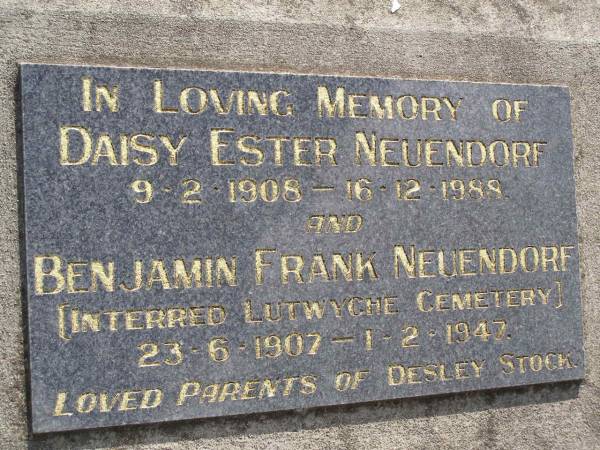 In Loving Memory of
Daisy Ester Neuendorf
9-2-1908 — 16-12-1988.
AND
Benjamin Frank Neuendorf
[Interred Lutwyche Cemetery]
23-6-1907 — 1-2-1947.
Loved Parents of Desley Stock.